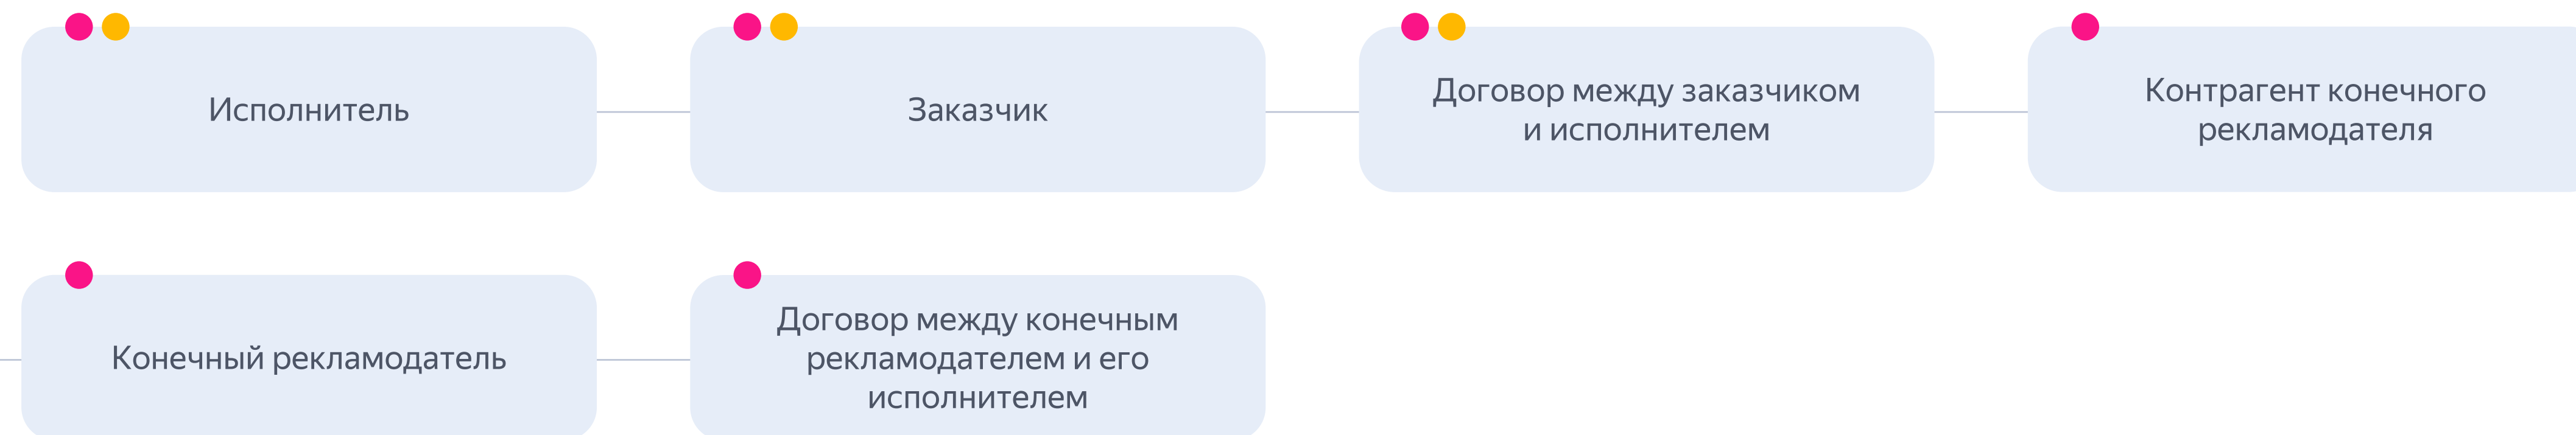 Исполнитель
Заказчик
Договор между заказчиком
и исполнителем
Контрагент конечного
рекламодателя
Конечный рекламодатель
Договор между конечным
рекламодателем и его
исполнителем